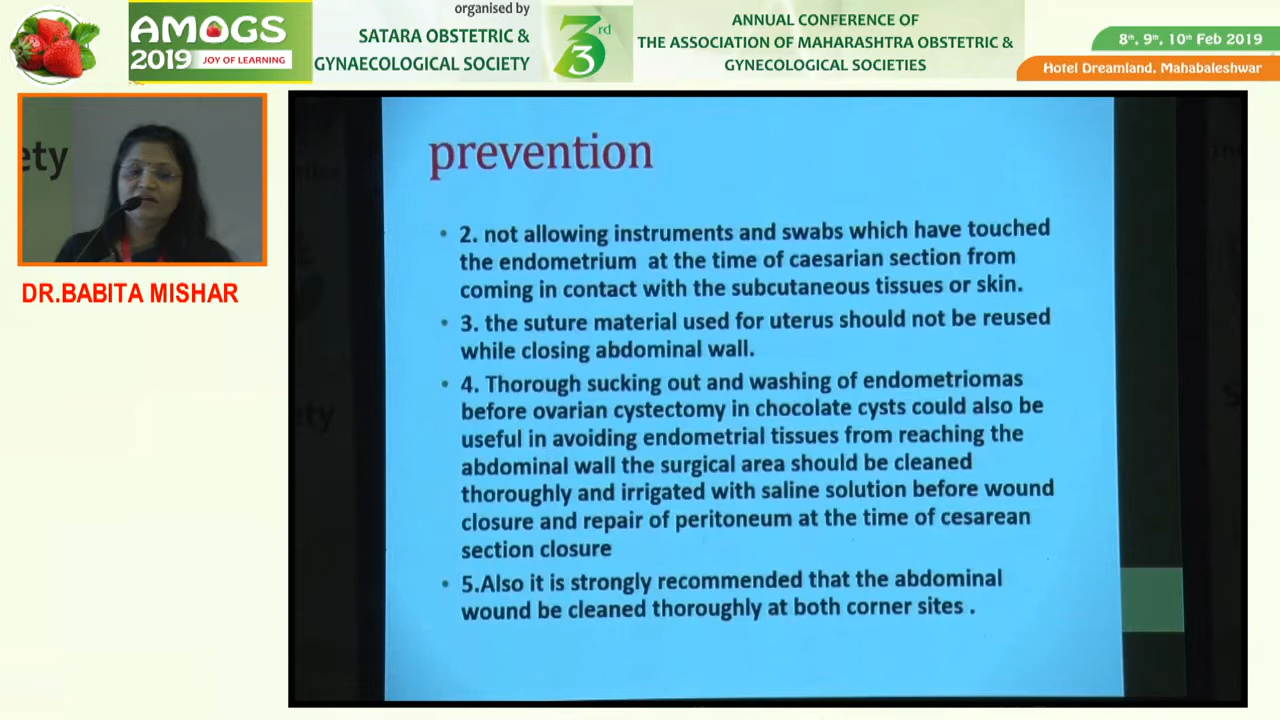 organised by
SATARA OBSTETRIC &
GYNAECOLOGICAL SOCIETY
AMOGS
2019
JOY OF LEARNING
3rd
3
ANNUAL CONFERENCE OF
THE ASSOCIATION OF MAHARASHTRA OBSTETRIC &
GYNECOLOGICAL SOCIETIES
8th, 9th, 10th Feb 2019
Hotel Dreamland, Mahabaleshwar
ety
DR.BABITA MISHAR
prevention
• 2. not allowing instruments and swabs which have touched
the endometrium at the time of caesarian section from
coming in contact with the subcutaneous tissues or skin.
• 3. the suture material used for uterus should not be reused
while closing abdominal wall.
• 4. Thorough sucking out and washing of endometriomas
before ovarian cystectomy in chocolate cysts could also be
useful in avoiding endometrial tissues from reaching the
abdominal wall the surgical area should be cleaned
thoroughly and irrigated with saline solution before wound
closure and repair of peritoneum at the time of cesarean
section closure
• 5.Also it is strongly recommended that the abdominal
wound be cleaned thoroughly at both corner sites .